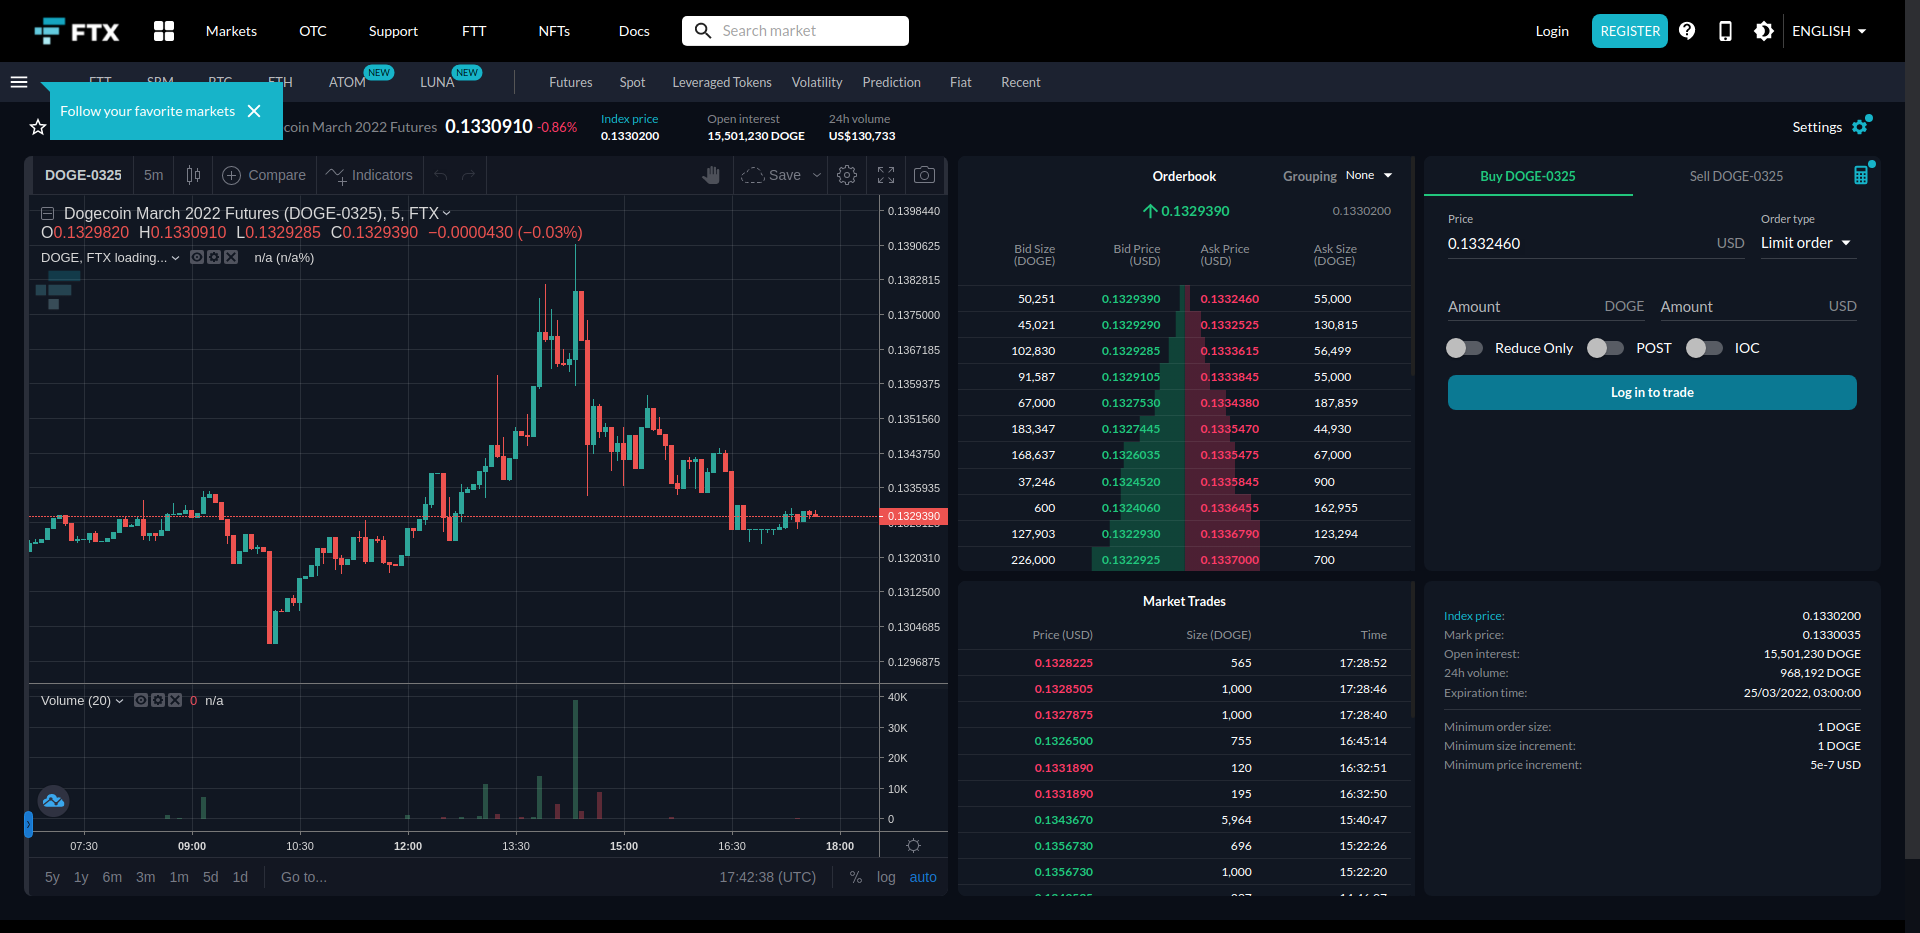 FTX
Markets
OTC
Support
FTT
NFTs
Docs
Search market
Login
REGISTER
ENGLISH
ATOM
NEW
LUNA
NEW
Futures
Spot
Leveraged Tokens
Volatility
Prediction
Fiat
Recent
Follow your favorite markets
March 2022 Futures
0.1330910
-0.86%
Index price
0.1330200
Open interest
15,501,230 DOGE
24h volume
US$130,733
Settings
DOGE-0325
5m
Compare
Indicators
Save
Dogecoin March 2022 Futures (DOGE-0325), 5, FTX
O0.1329820 H0.1330910 L0.1329285 C0.1329390 −0.0000430 (−0.03%)
DOGE, FTX loading... n/a (n/a%)
0.1398440
0.1390625
0.1382815
0.1375000
0.1367185
0.1359375
0.1351560
0.1343750
0.1335935
0.1329390
0.1320310
0.1312500
0.1304685
0.1296875
Volume (20) 0 n/a
40K
30K
20K
10K
0
07:30 09:00 10:30 12:00 13:30 15:00 16:30 18:00
5y 1y 6m 3m 1m 5d 1d Go to... 17:42:38 (UTC) % log auto
Orderbook
Grouping None
0.1329390 0.1330200
Bid Size (DOGE)
Bid Price (USD)
Ask Price (USD)
Ask Size (DOGE)
50,251 0.1329390 0.1332460 55,000
45,021 0.1329290 0.1332525 130,815
102,830 0.1329285 0.1333615 56,499
91,587 0.1329105 0.1333845 55,000
67,000 0.1327530 0.1334380 187,859
183,347 0.1327445 0.1335470 44,930
168,637 0.1326035 0.1335475 67,000
37,246 0.1324520 0.1335845 900
600 0.1324060 0.1336455 162,955
127,903 0.1322930 0.1336790 123,294
226,000 0.1322925 0.1337000 700
Market Trades
Price (USD) Size (DOGE) Time
0.1328225 565 17:28:52
0.1328505 1,000 17:28:46
0.1327875 1,000 17:28:40
0.1326500 755 16:45:14
0.1331890 120 16:32:51
0.1331890 195 16:32:50
0.1343670 5,964 15:40:47
0.1356730 696 15:22:26
0.1356730 1,000 15:22:20
Buy DOGE-0325
Sell DOGE-0325
Price
0.1332460 USD
Order type
Limit order
Amount DOGE
Amount USD
Reduce Only
POST
IOC
Log in to trade
Index price: 0.1330200
Mark price: 0.1330035
Open interest: 15,501,230 DOGE
24h volume: 968,192 DOGE
Expiration time: 25/03/2022, 03:00:00
Minimum order size: 1 DOGE
Minimum size increment: 1 DOGE
Minimum price increment: 5e-7 USD